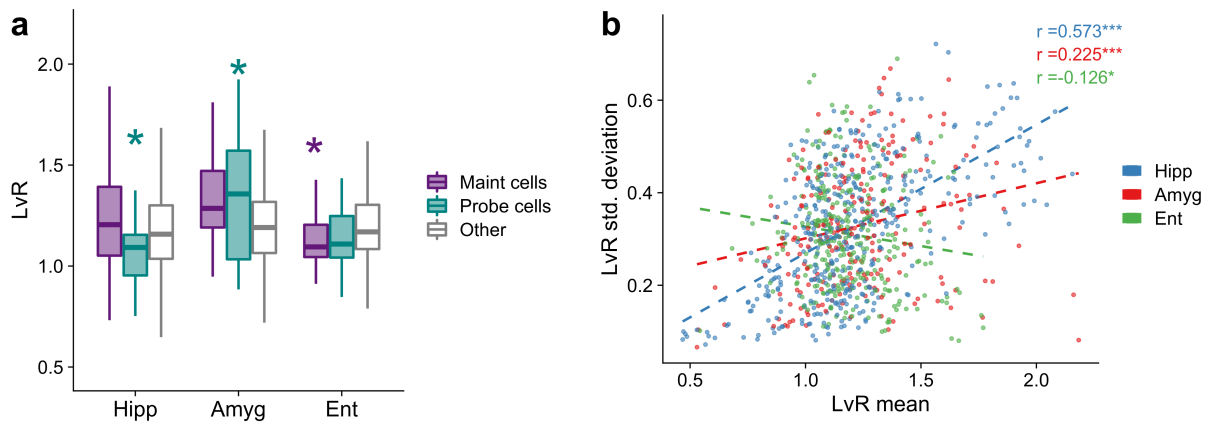 a
LvR
2.0
1.5
1.0
0.5
*
*
*
Hipp
Amyg
Ent
Maint cells
Probe cells
Other
b
r =0.573***
r =0.225***
r =-0.126*
LvR std. deviation
0.6
0.4
0.2
0.5
1.0
1.5
2.0
LvR mean
Hipp
Amyg
Ent